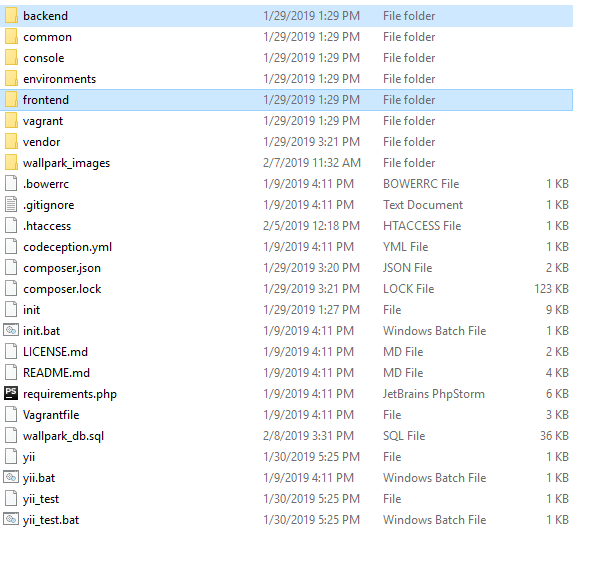 backend 1/29/2019 1:29 PM File folder
common 1/29/2019 1:29 PM File folder
console 1/29/2019 1:29 PM File folder
environments 1/29/2019 1:29 PM File folder
frontend 1/29/2019 1:29 PM File folder
vagrant 1/29/2019 1:29 PM File folder
vendor 1/29/2019 3:21 PM File folder
wallpark_images 2/7/2019 11:32 AM File folder
.bowerrc 1/9/2019 4:11 PM BOWERRC File 1 KB
.gitignore 1/9/2019 4:11 PM Text Document 1 KB
.htaccess 2/5/2019 12:18 PM HTACCESS File 1 KB
codeception.yml 1/9/2019 4:11 PM YML File 1 KB
composer.json 1/29/2019 3:20 PM JSON File 2 KB
composer.lock 1/29/2019 3:21 PM LOCK File 123 KB
init 1/29/2019 1:27 PM File 9 KB
init.bat 1/9/2019 4:11 PM Windows Batch File 1 KB
LICENSE.md 1/9/2019 4:11 PM MD File 2 KB
README.md 1/9/2019 4:11 PM MD File 4 KB
PS requirements.php 1/9/2019 4:11 PM JetBrains PhpStorm 6 KB
Vagrantfile 1/9/2019 4:11 PM File 3 KB
wallpark_db.sql 2/8/2019 3:31 PM SQL File 36 KB
yii 1/30/2019 5:25 PM File 1 KB
yii.bat 1/9/2019 4:11 PM Windows Batch File 1 KB
yii_test 1/30/2019 5:25 PM File 1 KB
yii_test.bat 1/30/2019 5:25 PM Windows Batch File 1 KB